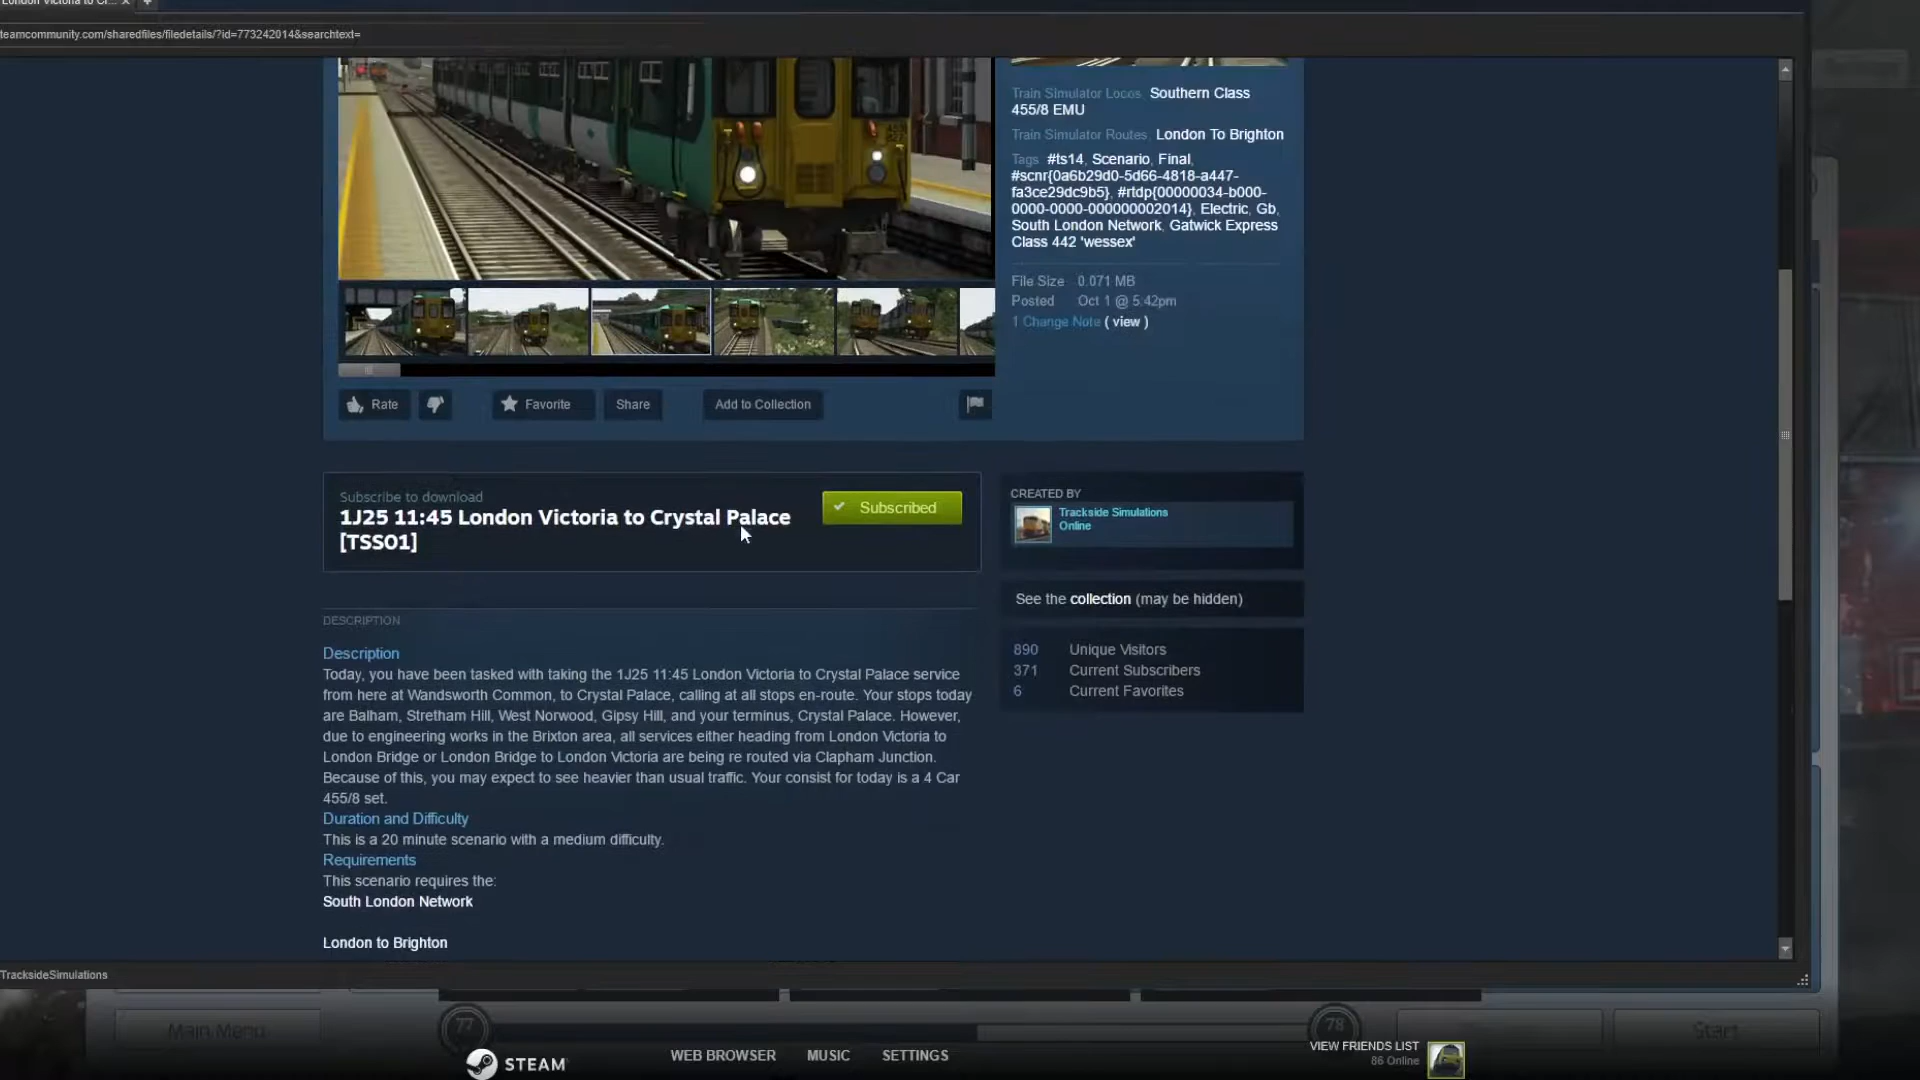 London Victoria to Cr...
teamcommunity.com/sharedfiles/filedetails/?id=773242014&searchtext=
Train Simulator Locos Southern Class
455/8 EMU
Train Simulator Routes London To Brighton
Tags #ts14, Scenario, Final,
#scnr{0a6b29d0-5d66-4818-a447-
fa3ce29dc9b5}, #rtdp{00000034-b000-
0000-0000-000000002014}, Electric, Gb,
South London Network, Gatwick Express
Class 442 'wessex'
File Size 0.071 MB
Posted Oct 1 @ 5:42pm
1 Change Note ( view )
Rate
Favorite
Share
Add to Collection
Subscribe to download
1J25 11:45 London Victoria to Crystal Palace
[TSS01]
Subscribed
CREATED BY
Trackside Simulations
Online
See the collection (may be hidden)
890 Unique Visitors
371 Current Subscribers
6 Current Favorites
DESCRIPTION
Description
Today, you have been tasked with taking the 1J25 11:45 London Victoria to Crystal Palace service
from here at Wandsworth Common, to Crystal Palace, calling at all stops en-route. Your stops today
are Balham, Stretham Hill, West Norwood, Gipsy Hill, and your terminus, Crystal Palace. However,
due to engineering works in the Brixton area, all services either heading from London Victoria to
London Bridge or London Bridge to London Victoria are being re routed via Clapham Junction.
Because of this, you may expect to see heavier than usual traffic. Your consist for today is a 4 Car
455/8 set.
Duration and Difficulty
This is a 20 minute scenario with a medium difficulty.
Requirements
This scenario requires the:
South London Network
London to Brighton
TracksideSimulations
Main Menu
77
78
Start
STEAM
WEB BROWSER
MUSIC
SETTINGS
VIEW FRIENDS LIST
86 Online